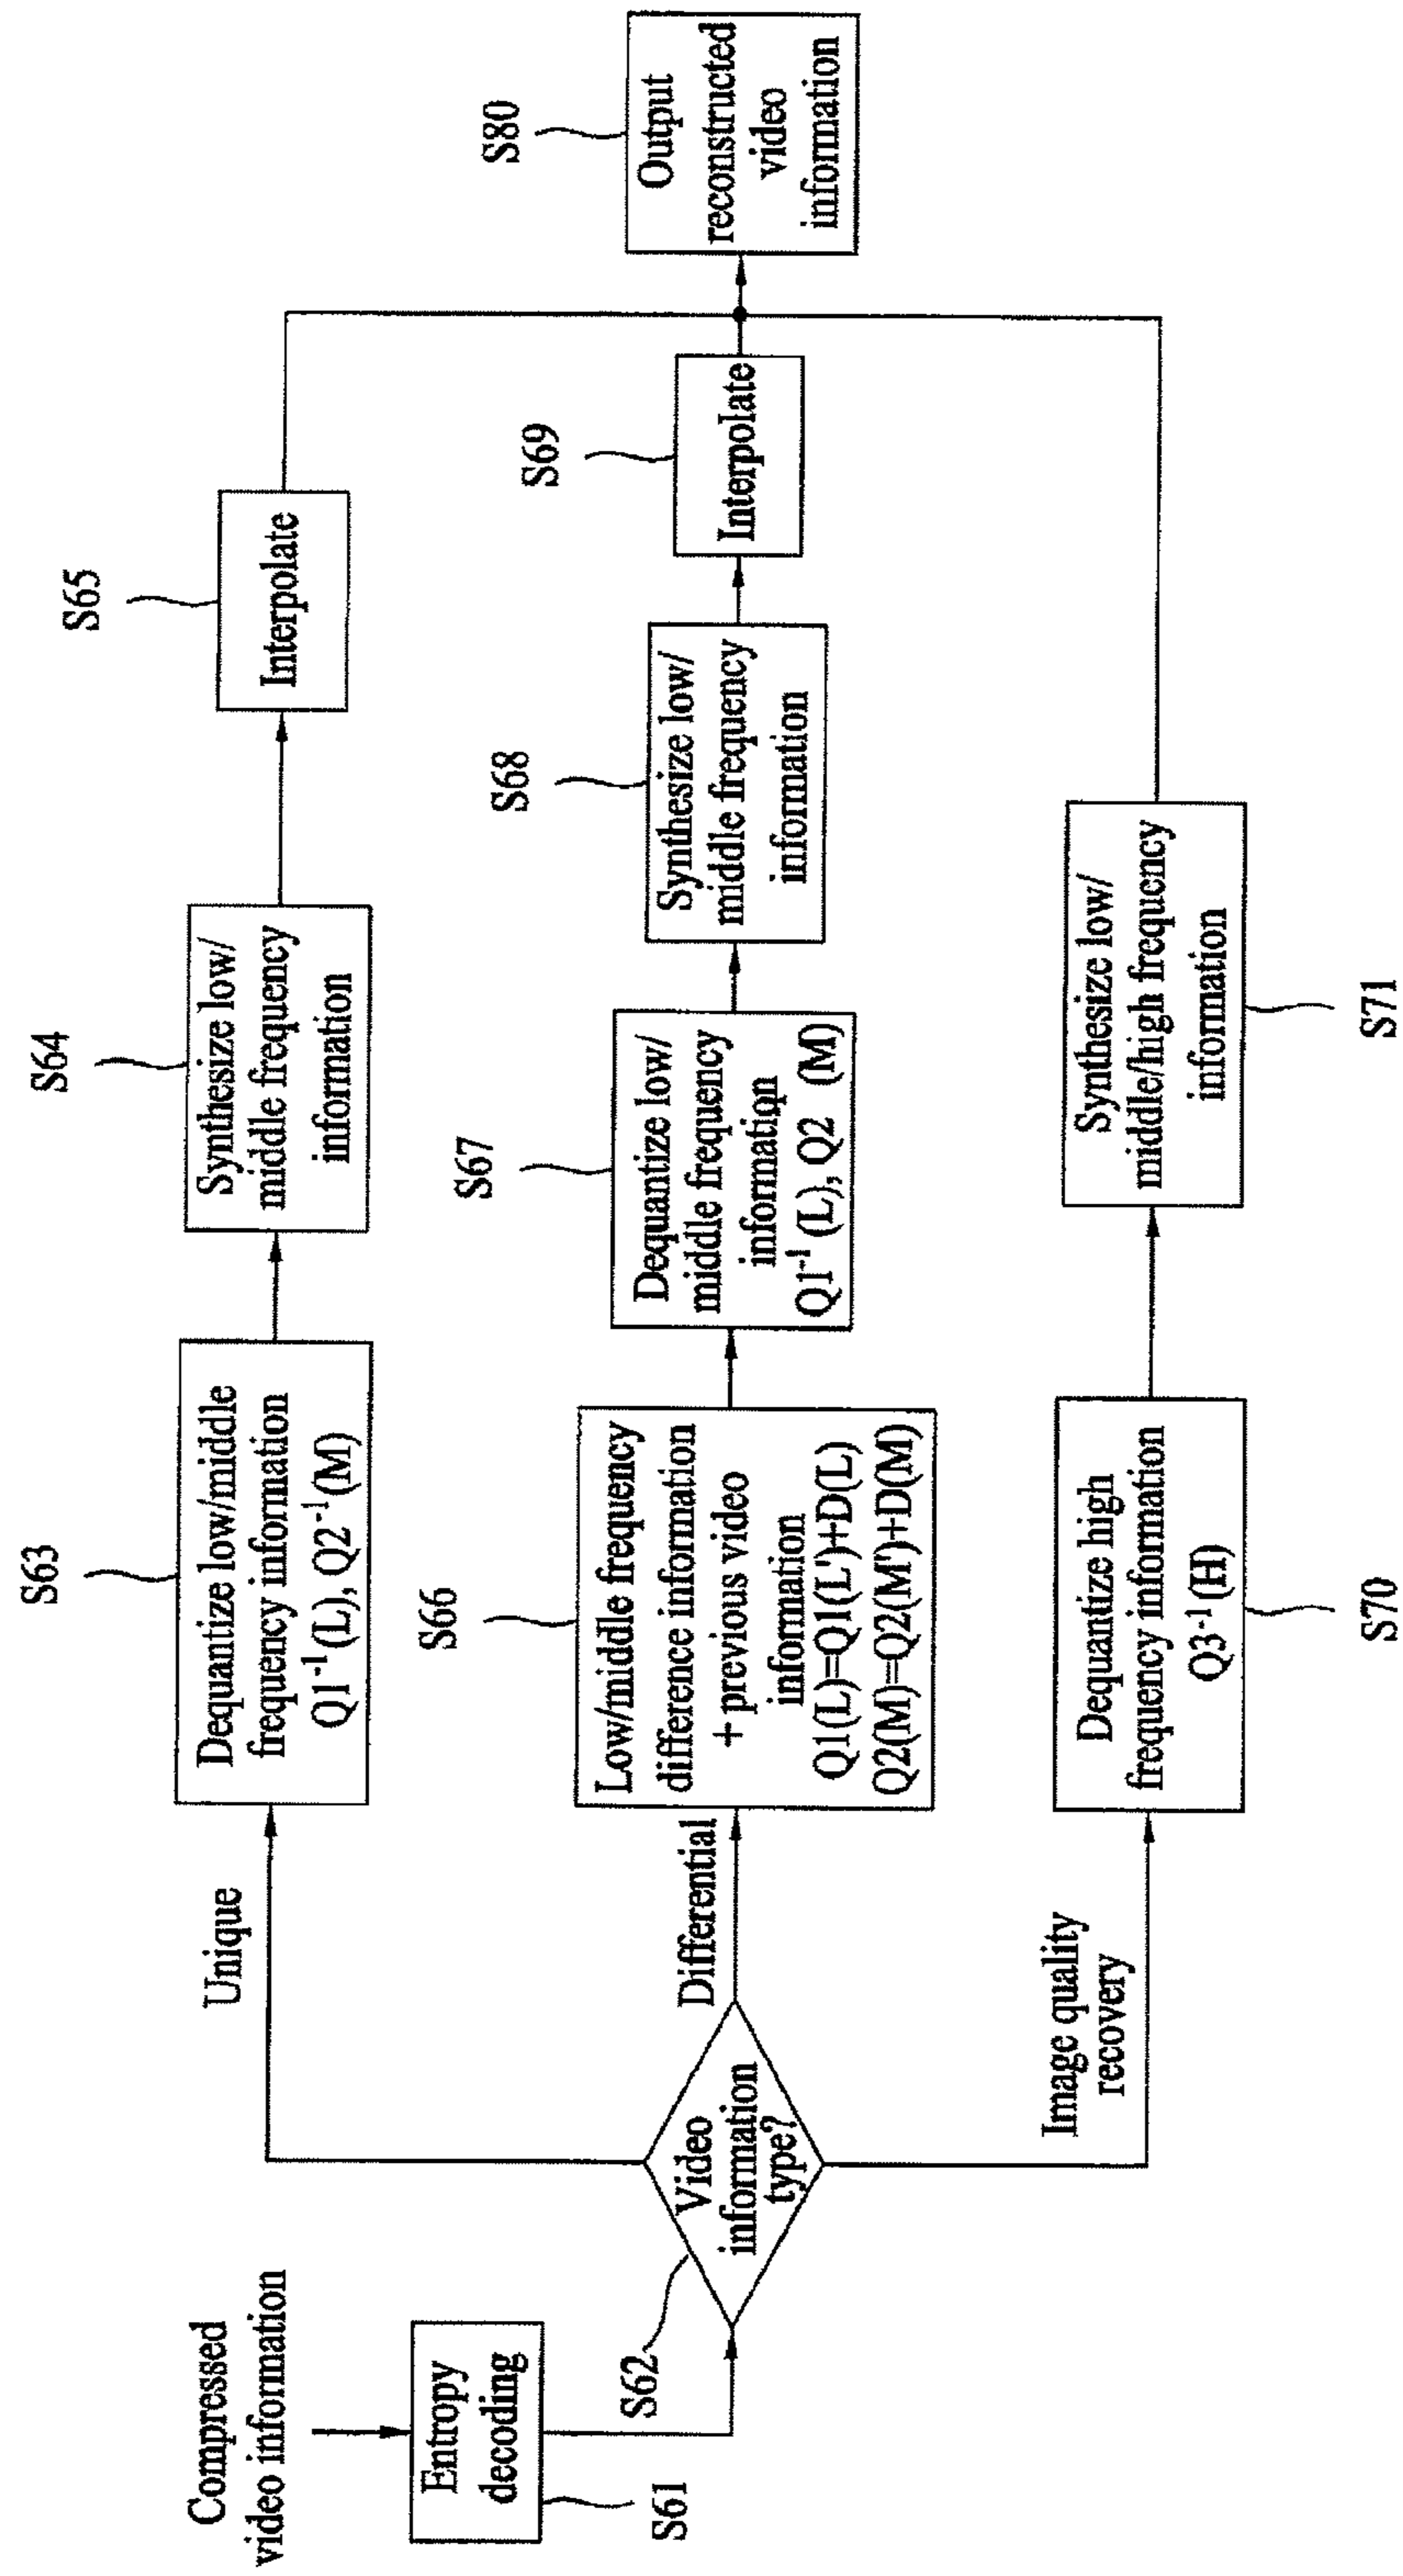 Compressed
video information
Entropy
decoding
S61
Video
information
type?
S62
Unique
Dequantize low/middle
frequency information
Q1⁻¹(L), Q2⁻¹(M)
S63
Synthesize low/
middle frequency
information
S64
Interpolate
S65
Differential
Low/middle frequency
difference information
+ previous video
information
Q1(L)=Q1(L')+D(L)
Q2(M)=Q2(M')+D(M)
S66
Dequantize low/
middle frequency
information
Q1⁻¹ (L), Q2 (M)
S67
Synthesize low/
middle frequency
information
S68
Interpolate
S69
Image quality
recovery
Dequantize high
frequency information
Q3⁻¹(H)
S70
Synthesize low/
middle/high frequency
information
S71
Output
reconstructed
video
information
S80